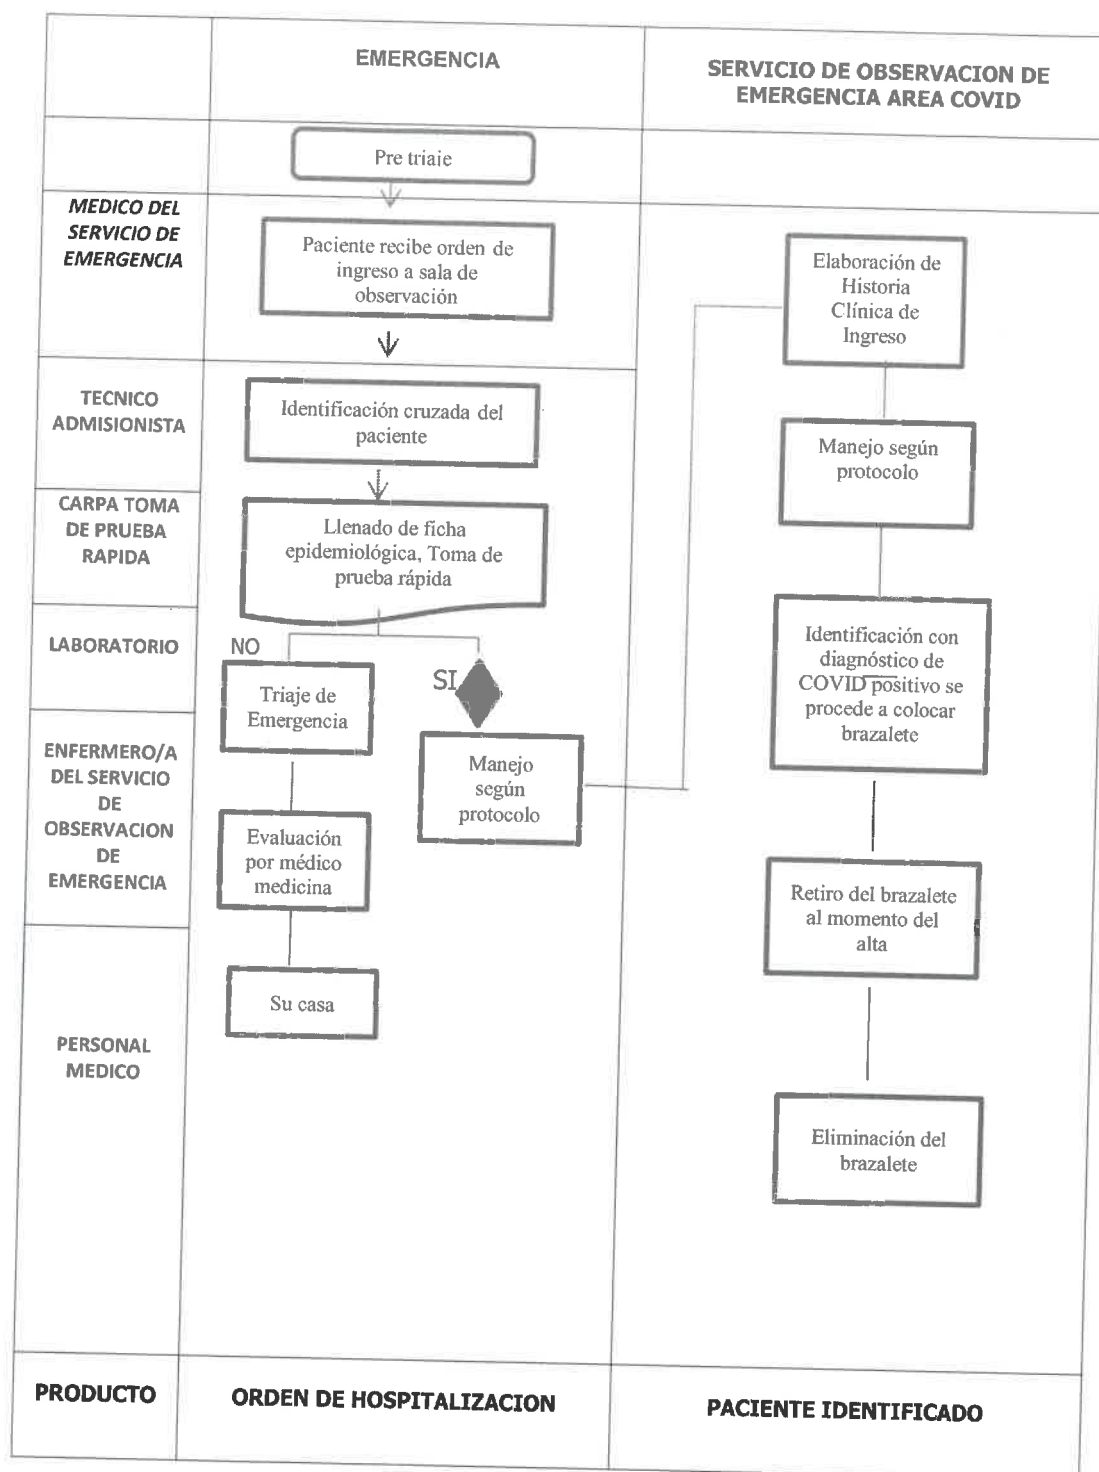 EMERGENCIA
SERVICIO DE OBSERVACION DE
EMERGENCIA AREA COVID
Pre triaie
MEDICO DEL
SERVICIO DE
EMERGENCIA
Paciente recibe orden de
ingreso a sala de
observación
Elaboración de
Historia
Clínica de
Ingreso
TECNICO
ADMISIONISTA
Identificación cruzada del
paciente
Manejo según
protocolo
CARPA TOMA
DE PRUEBA
RAPIDA
Llenado de ficha
epidemiológica, Toma de
prueba rápida
LABORATORIO
NO
Triaje de
Emergencia
SI
Identificación con
diagnóstico de
COVID positivo se
procede a colocar
brazalete
ENFERMERO/A
DEL SERVICIO
DE
OBSERVACION
DE
EMERGENCIA
Manejo
según
protocolo
Evaluación
por médico
medicina
Retiro del brazalete
al momento del
alta
Su casa
PERSONAL
MEDICO
Eliminación del
brazalete
PRODUCTO
ORDEN DE HOSPITALIZACION
PACIENTE IDENTIFICADO